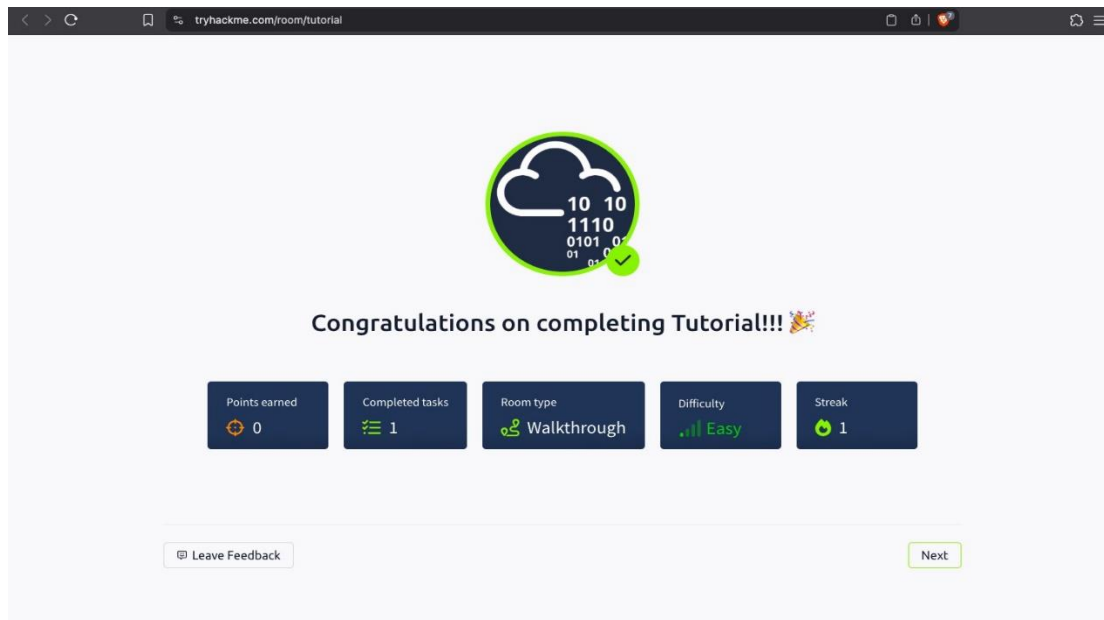 tryhackme.com/room/tutorial
10 10
1110
0101
01
01
Congratulations on completing Tutorial!!! 🎉
Points earned
0
Completed tasks
1
Room type
Walkthrough
Difficulty
Easy
Streak
1
Leave Feedback
Next